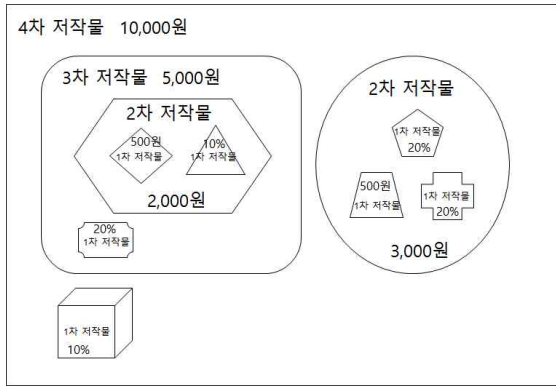 4차 저작물 10,000원
3차 저작물 5,000원
2차 저작물
500원
1차 저작물
10%
1차 저작물
2,000원
20%
1차 저작물
2차 저작물
1차 저작물
20%
500원
1차 저작물
1차 저작물
20%
3,000원
1차 저작물
10%